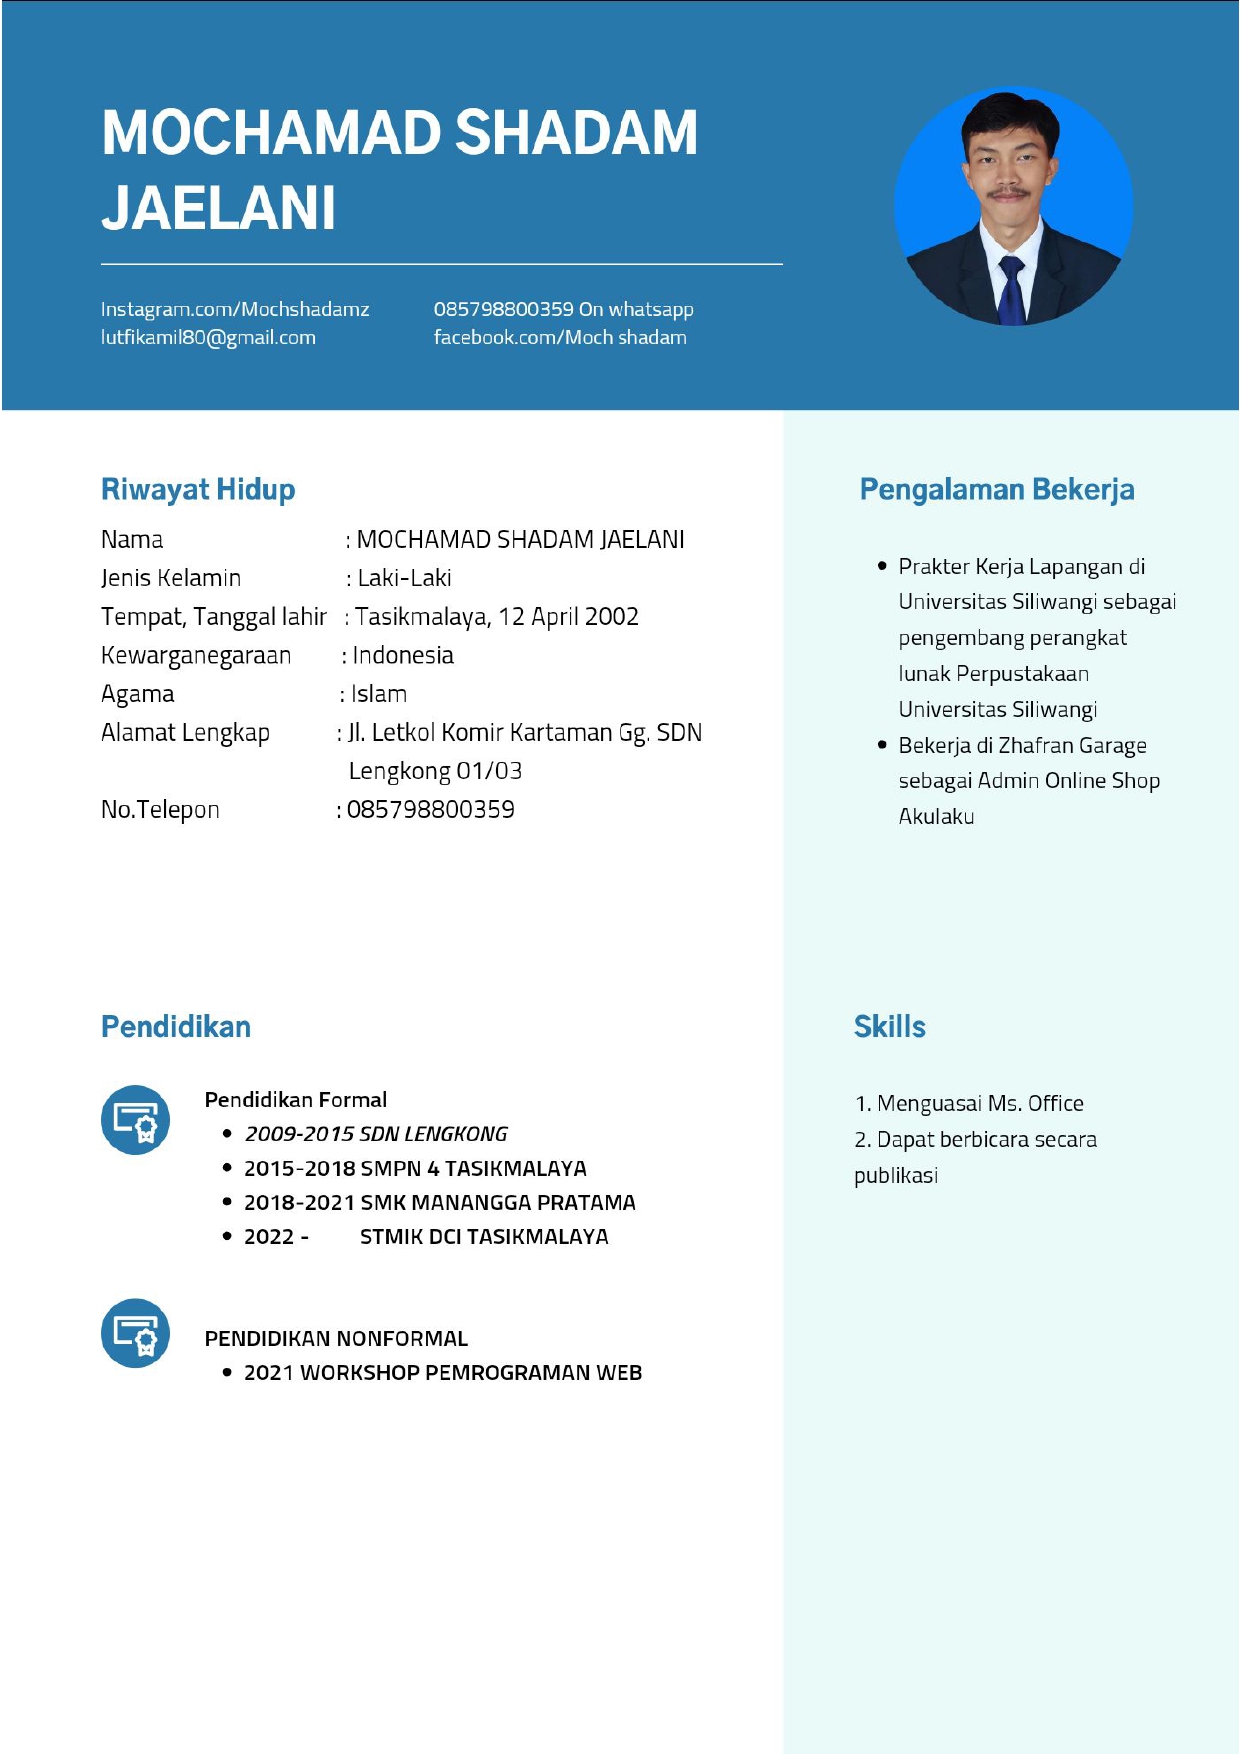 MOCHAMAD SHADAM
JAELANI
Instagram.com/Mochshadamz
lutfikamil80@gmail.com
085798800359 On whatsapp
facebook.com/Moch shadam
Riwayat Hidup
Nama : MOCHAMAD SHADAM JAELANI
Jenis Kelamin : Laki-Laki
Tempat, Tanggal lahir : Tasikmalaya, 12 April 2002
Kewarganegaraan : Indonesia
Agama : Islam
Alamat Lengkap : Jl. Letkol Komir Kartaman Gg. SDN
Lengkong 01/03
No.Telepon : 085798800359
Pengalaman Bekerja
• Prakter Kerja Lapangan di
Universitas Siliwangi sebagai
pengembang perangkat
lunak Perpustakaan
Universitas Siliwangi
• Bekerja di Zhafran Garage
sebagai Admin Online Shop
Akulaku
Pendidikan
Pendidikan Formal
• 2009-2015 SDN LENGKONG
• 2015-2018 SMPN 4 TASIKMALAYA
• 2018-2021 SMK MANANGGA PRATAMA
• 2022 - STMIK DCI TASIKMALAYA
PENDIDIKAN NONFORMAL
• 2021 WORKSHOP PEMROGRAMAN WEB
Skills
1. Menguasai Ms. Office
2. Dapat berbicara secara
publikasi